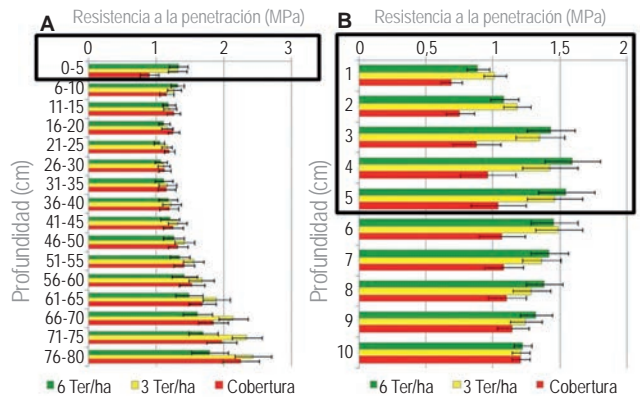 A
Resistencia a la penetración (MPa)
0 1 2 3
Profundidad (cm)
0-5
6-10
11-15
16-20
21-25
26-30
31-35
36-40
41-45
46-50
51-55
56-60
61-65
66-70
71-75
76-80
6 Ter/ha 3 Ter/ha Cobertura
B
Resistencia a la penetración (MPa)
0 0,5 1 1,5 2
Profundidad (cm)
1
2
3
4
5
6
7
8
9
10
6 Ter/ha 3 Ter/ha Cobertura